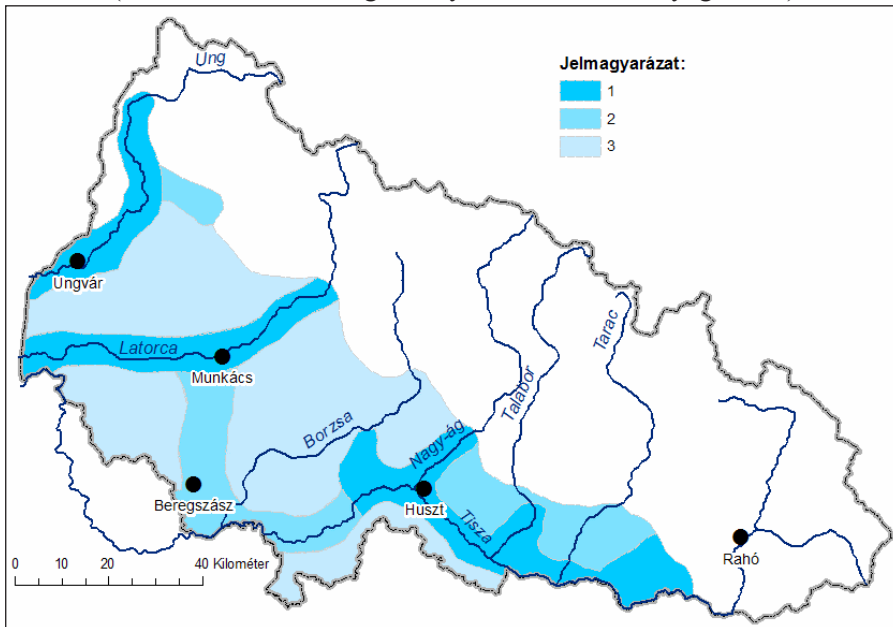 Ung
Jelmagyarázat:
1
2
3
Ungvár
Latorca
Munkács
Tarac
Talabor
Borzsa
Nagy-ág
Beregszász
Huszt
Tisza
Rahó
0 10 20 40 Kilométer